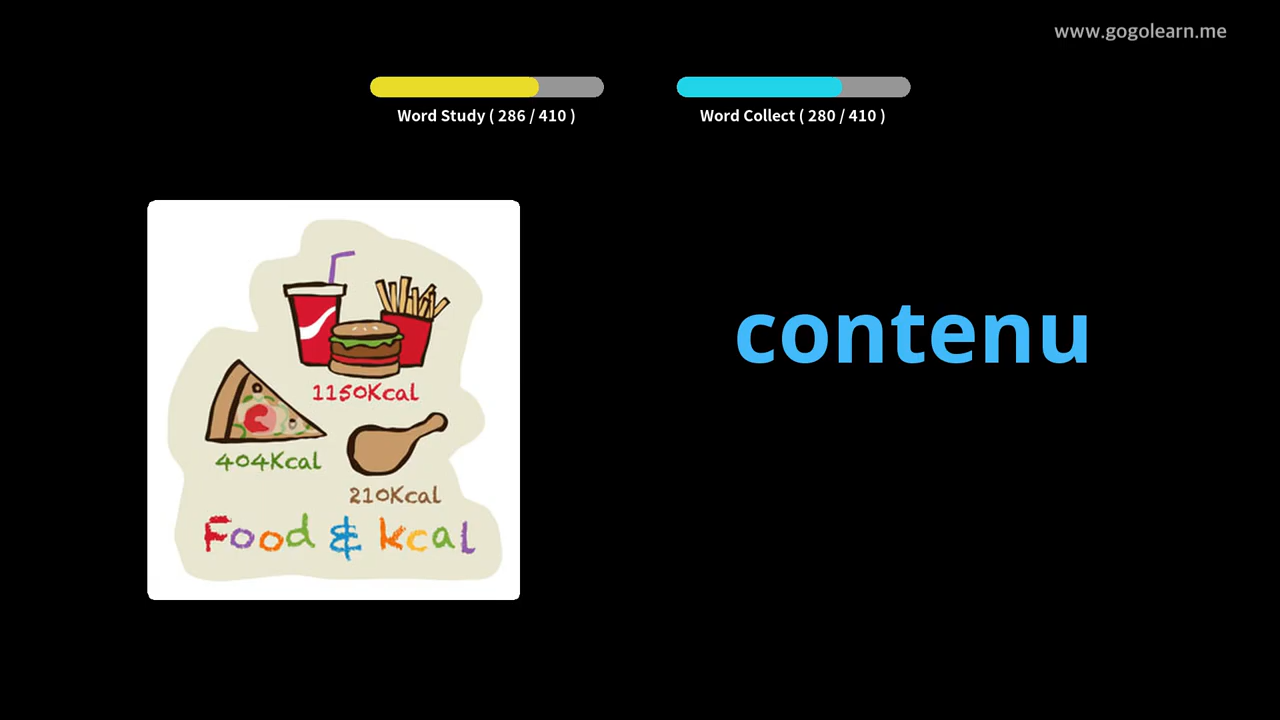 www.gogolearn.me
Word Study ( 286 / 410 )
Word Collect ( 280 / 410 )
contenu
1150Kcal
404Kcal
210Kcal
Food & kcal